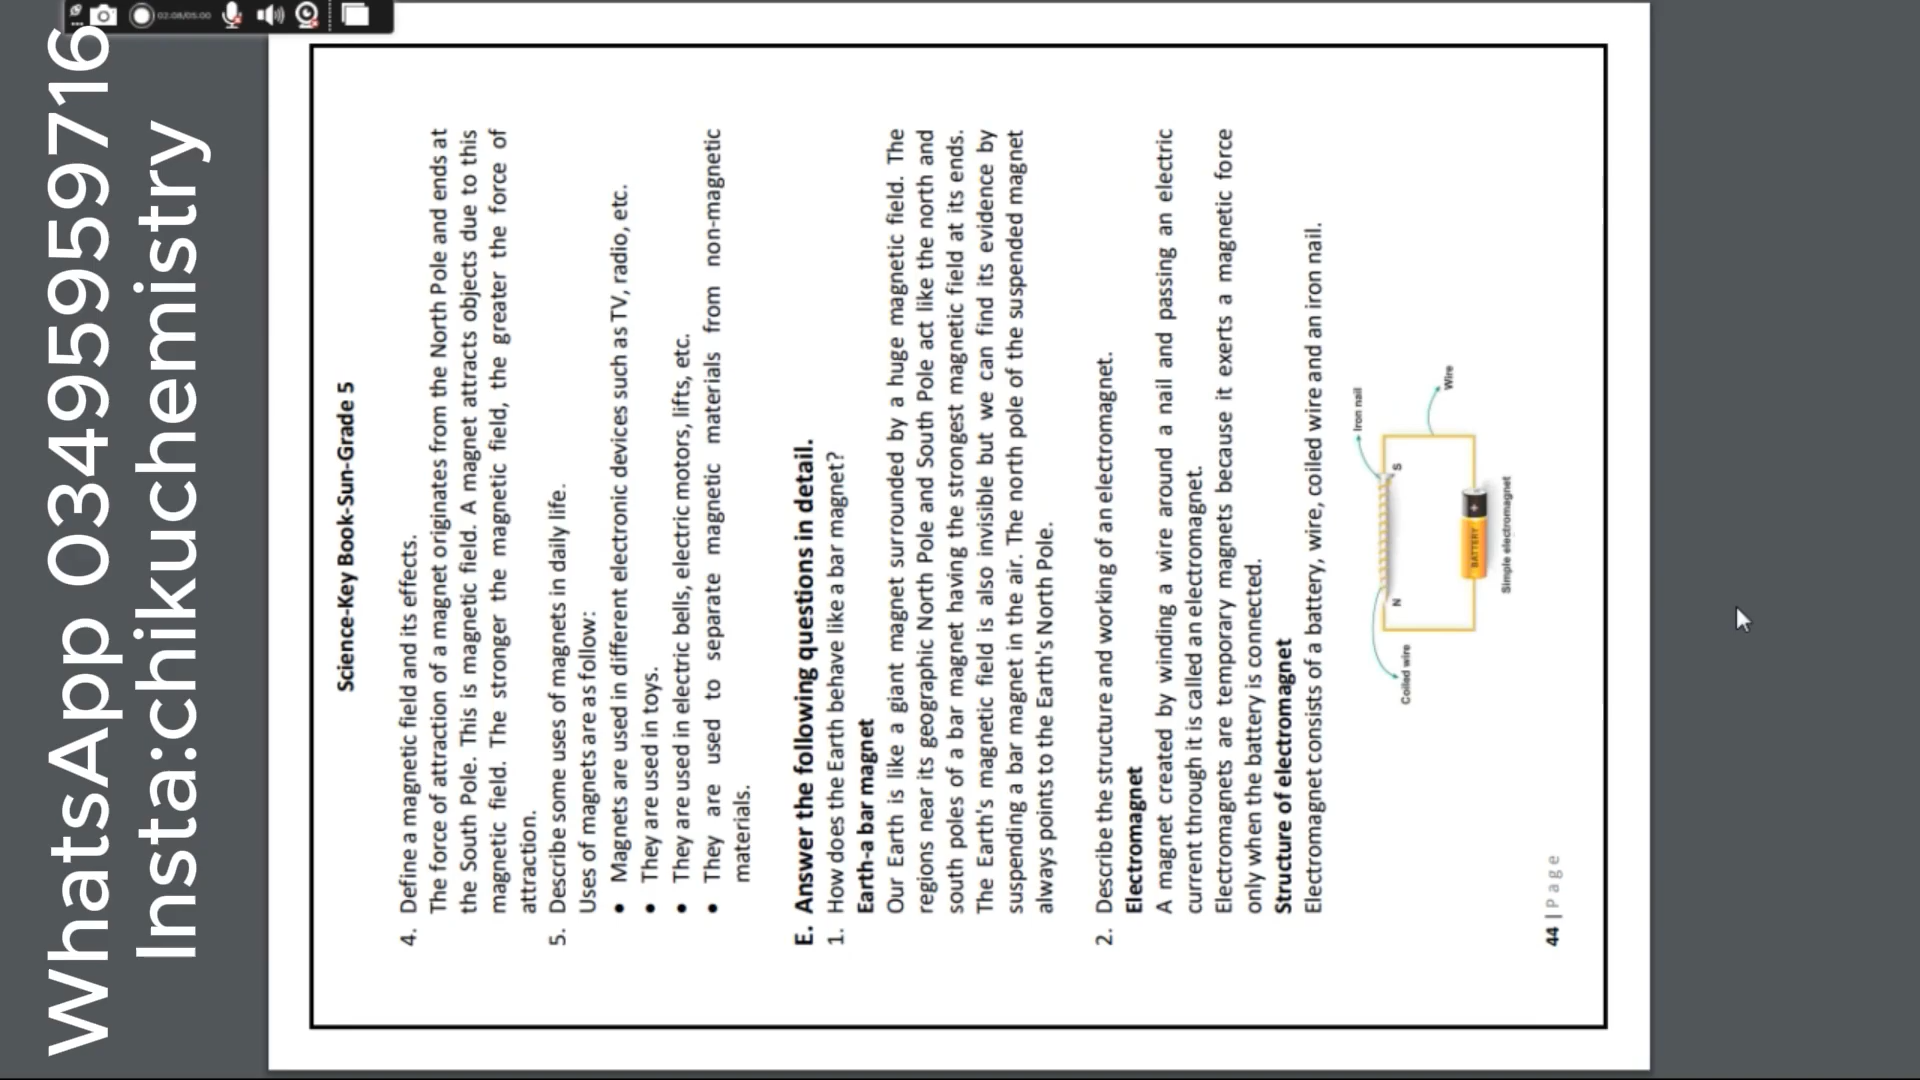 WhatsApp 03495959716
Insta:chikuchemistry
02:08/05:00
Science-Key Book-Sun-Grade 5
4. Define a magnetic field and its effects.
The force of attraction of a magnet originates from the North Pole and ends at
the South Pole. This is magnetic field. A magnet attracts objects due to this
magnetic field. The stronger the magnetic field, the greater the force of
attraction.
5. Describe some uses of magnets in daily life.
Uses of magnets are as follow:
• Magnets are used in different electronic devices such as TV, radio, etc.
• They are used in toys.
• They are used in electric bells, electric motors, lifts, etc.
• They are used to separate magnetic materials from non-magnetic
materials.
E. Answer the following questions in detail.
1. How does the Earth behave like a bar magnet?
Earth-a bar magnet
Our Earth is like a giant magnet surrounded by a huge magnetic field. The
regions near its geographic North Pole and South Pole act like the north and
south poles of a bar magnet having the strongest magnetic field at its ends.
The Earth's magnetic field is also invisible but we can find its evidence by
suspending a bar magnet in the air. The north pole of the suspended magnet
always points to the Earth's North Pole.
2. Describe the structure and working of an electromagnet.
Electromagnet
A magnet created by winding a wire around a nail and passing an electric
current through it is called an electromagnet.
Electromagnets are temporary magnets because it exerts a magnetic force
only when the battery is connected.
Structure of electromagnet
Electromagnet consists of a battery, wire, coiled wire and an iron nail.
Iron nail
Coiled wire
N
S
Wire
BATTERY +
Simple electromagnet
44 | Page